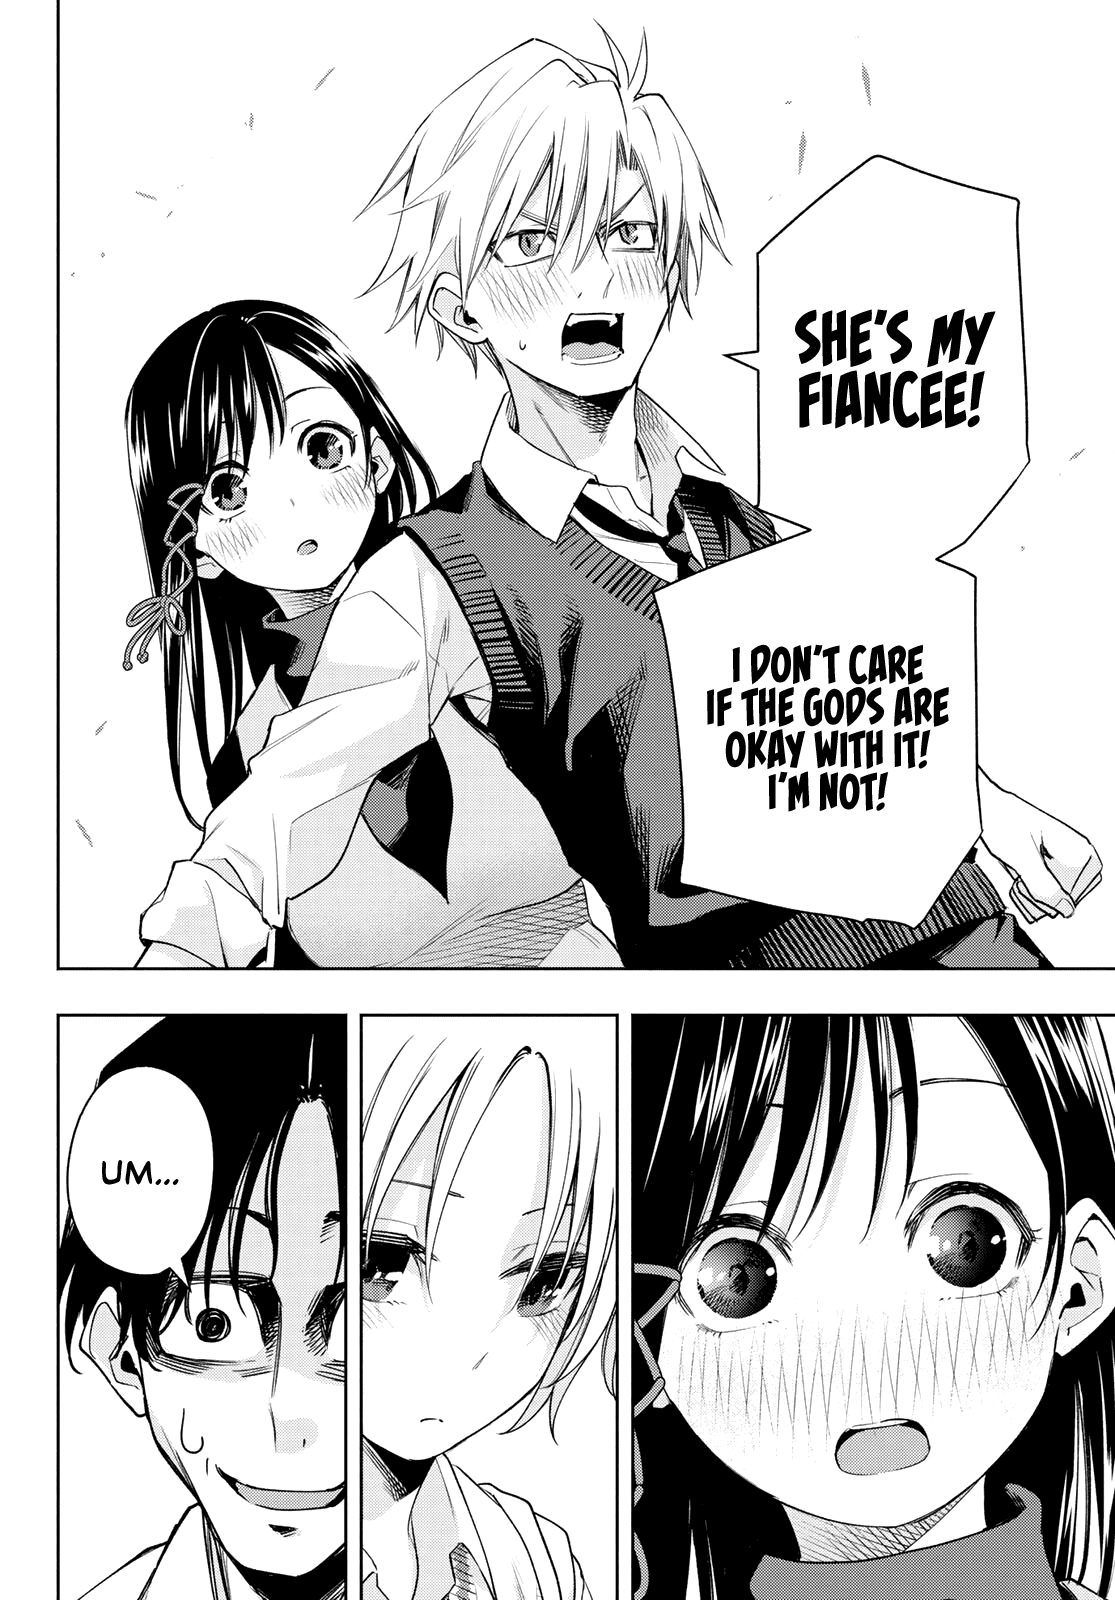 SHE'S MY
FIANCEE!
I DON'T CARE
IF THE GODS ARE
OKAY WITH IT!
I'M NOT!
UM...